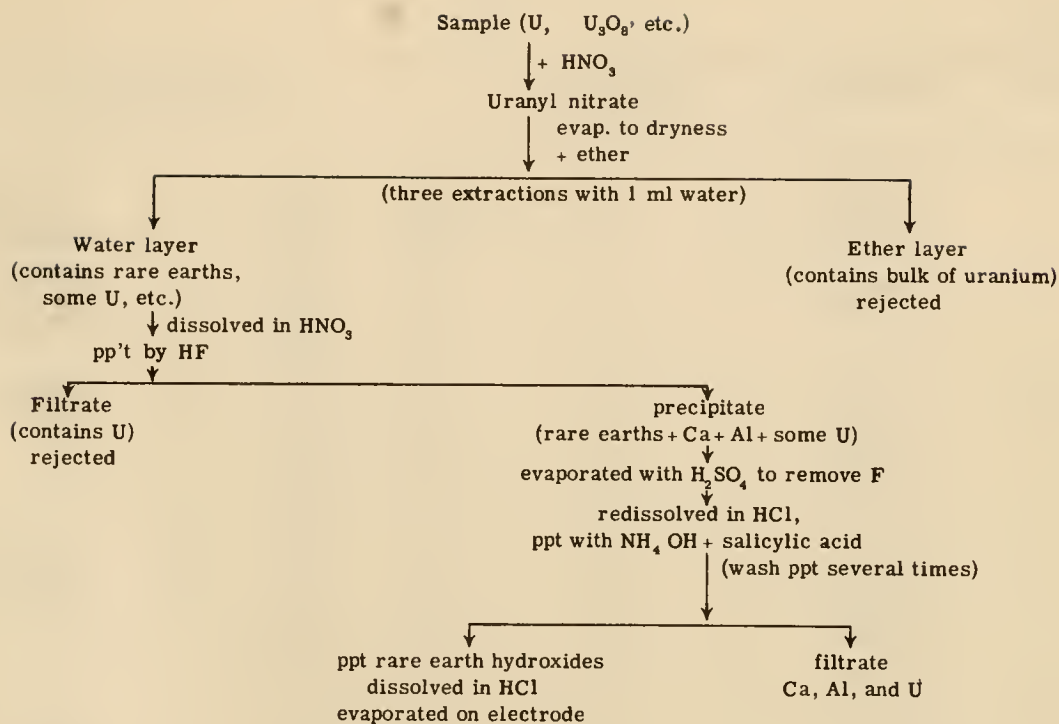 Sample (U, U₃O₈, etc.)
+ HNO₃
Uranyl nitrate
evap. to dryness
+ ether
(three extractions with 1 ml water)
Water layer
(contains rare earths,
some U, etc.)
Ether layer
(contains bulk of uranium)
rejected
dissolved in HNO₃
pp't by HF
Filtrate
(contains U)
rejected
precipitate
(rare earths + Ca + Al + some U)
evaporated with H₂SO₄ to remove F
redissolved in HCl,
ppt with NH₄ OH + salicylic acid
(wash ppt several times)
ppt rare earth hydroxides
dissolved in HCl
evaporated on electrode
filtrate
Ca, Al, and U